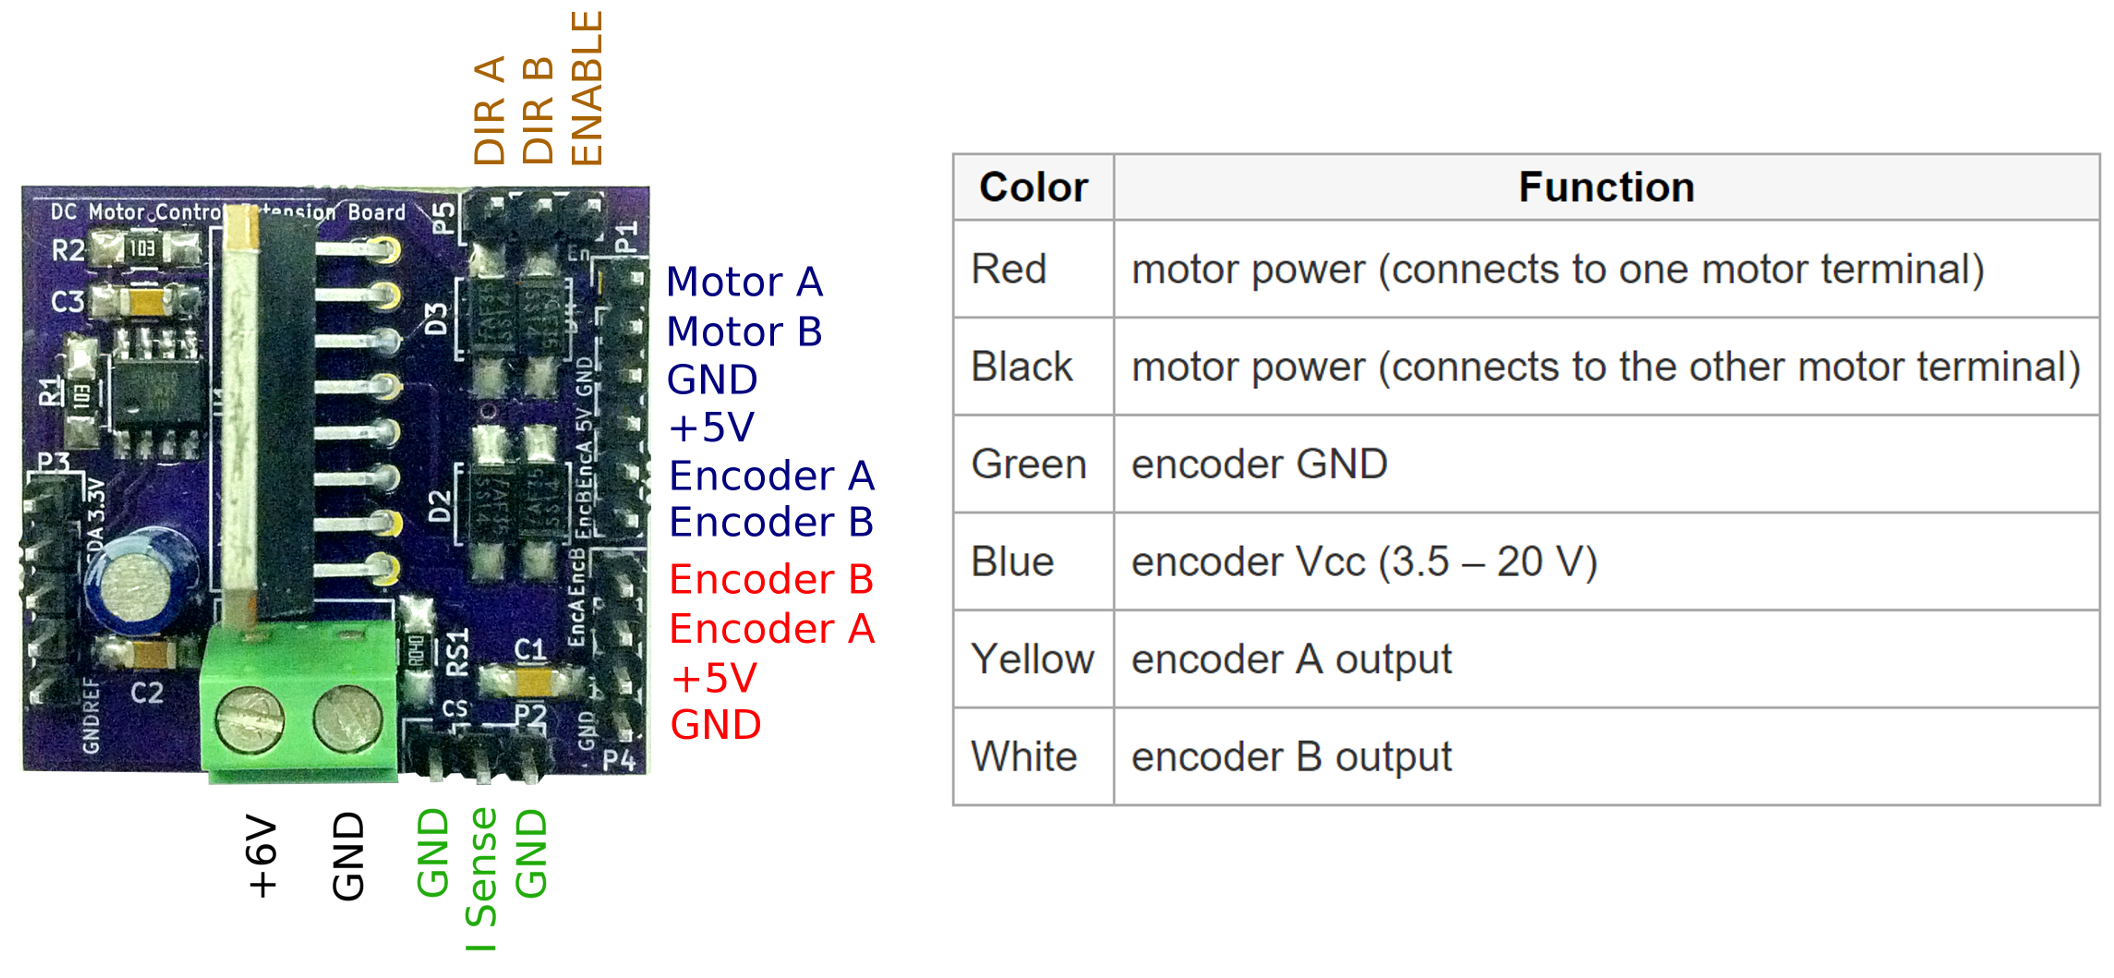 DIR A
DIR B
ENABLE
DC Motor Control Extension Board
P5
R2
103
En
P1
C3
D3
R1
103
U1
GND
5V
EncA
EncB
P3
3.3V
SDA
D2
EncB
EncA
RS1
R040
C1
C2
GNDREF
CS
P2
GND
P4
Motor A
Motor B
GND
+5V
Encoder A
Encoder B
Encoder B
Encoder A
+5V
GND
+6V
GND
GND
I Sense
GND
Color Function
Red motor power (connects to one motor terminal)
Black motor power (connects to the other motor terminal)
Green encoder GND
Blue encoder Vcc (3.5 – 20 V)
Yellow encoder A output
White encoder B output